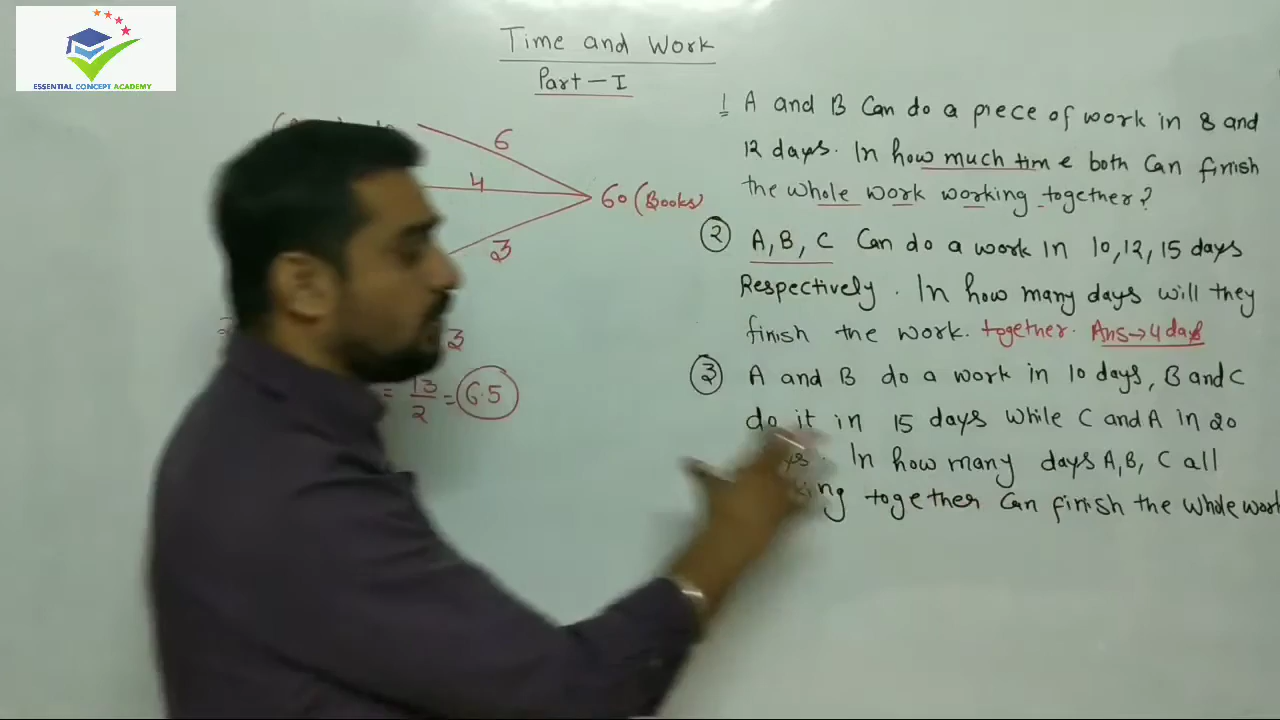 ESSENTIAL CONCEPT ACADEMY
Time and Work
Part-I
6
4
3
60 (Books)
3
= 13/2 = 6.5
1 A and B Can do a piece of work in 8 and
12 days. In how much time both Can finish
the whole work working together?
2 A, B, C Can do a work in 10, 12, 15 days
Respectively. In how many days will they
finish the work. together. Ans→4 days
3 A and B do a work in 10 days, B and C
do it in 15 days while C and A in 20
In how many days A, B, C all
together Can finish the whole work